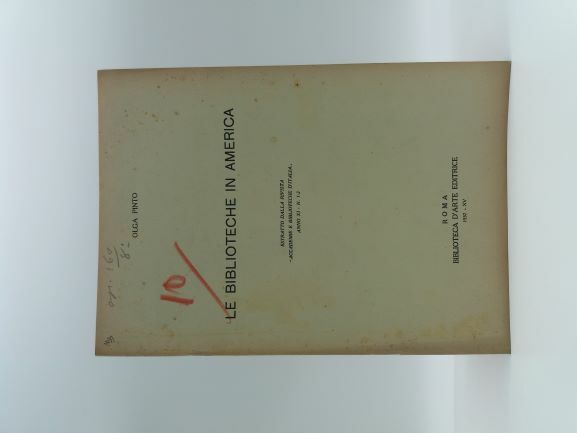 OLGA PINTO
10
LE BIBLIOTECHE IN AMERICA
ESTRATTO DALLA RIVISTA
"ACCADEMIE E BIBLIOTECHE D'ITALIA"
ANNO XI - N. 1-2
ROMA
BIBLIOTECA D'ARTE EDITRICE
XV